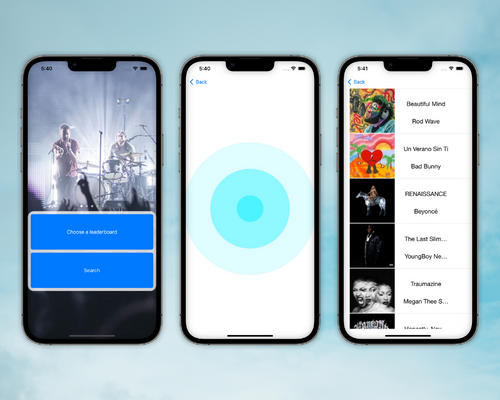 5:40
Choose a leaderboard
Search
5:40
Back
5:41
Back
Beautiful Mind
Rod Wave
Un Verano Sin Ti
Bad Bunny
RENAISSANCE
Beyoncé
The Last Slim...
YoungBoy Ne...
Traumazine
Megan Thee S...